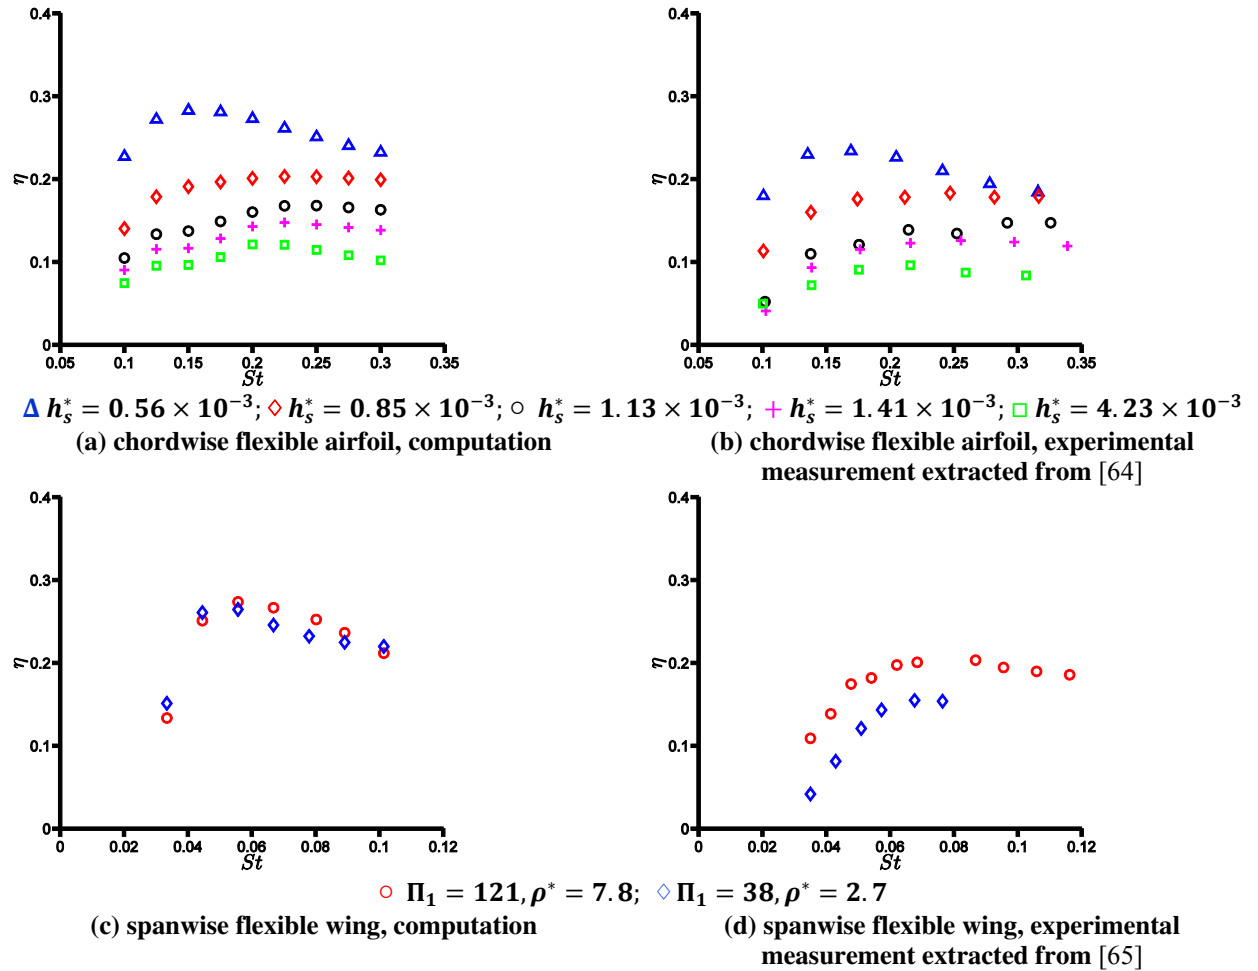 0.4
0.3
0.2
0.1
0
η
0.05 0.1 0.15 0.2 0.25 0.3 0.35
St
0.4
0.3
0.2
0.1
0
η
0.05 0.1 0.15 0.2 0.25 0.3 0.35
St
Δ h_s^* = 0.56 × 10^{-3}; ◇ h_s^* = 0.85 × 10^{-3}; ○ h_s^* = 1.13 × 10^{-3}; + h_s^* = 1.41 × 10^{-3}; □ h_s^* = 4.23 × 10^{-3}
(a) chordwise flexible airfoil, computation
(b) chordwise flexible airfoil, experimental
measurement extracted from [64]
0.4
0.3
0.2
0.1
0
η
0 0.02 0.04 0.06 0.08 0.1 0.12
St
0.4
0.3
0.2
0.1
0
η
0 0.02 0.04 0.06 0.08 0.1 0.12
St
○ Π_1 = 121, ρ^* = 7.8; ◇ Π_1 = 38, ρ^* = 2.7
(c) spanwise flexible wing, computation
(d) spanwise flexible wing, experimental
measurement extracted from [65]